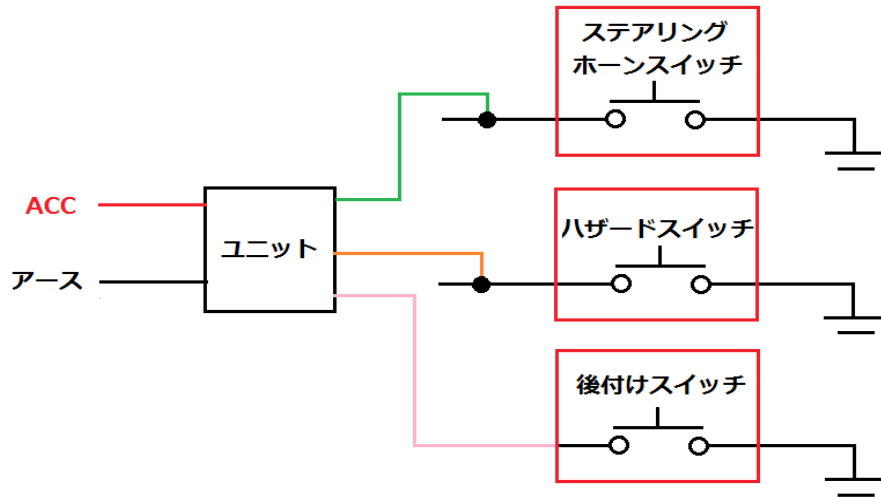 ステアリング
ホーンスイッチ
ACC
ユニット
ハザードスイッチ
アース
後付けスイッチ